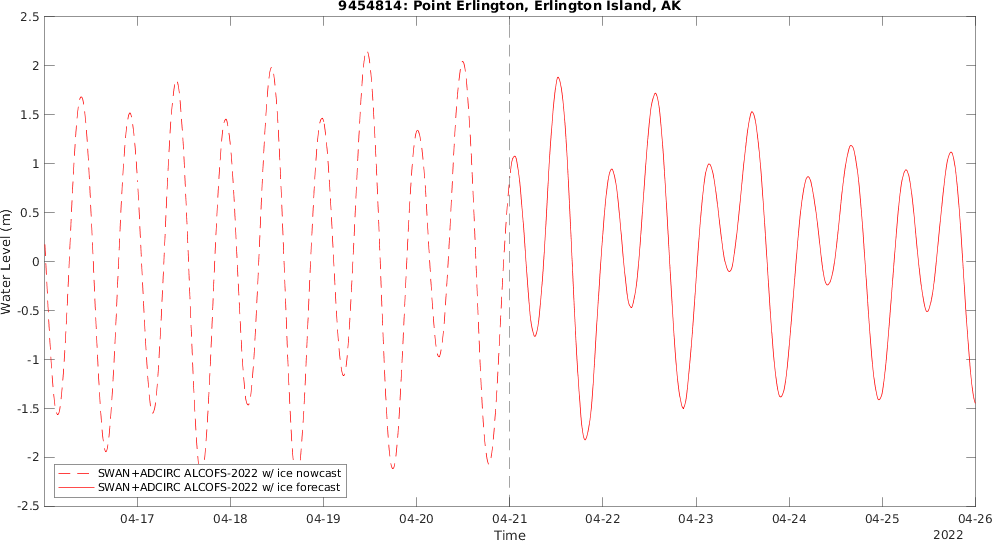 9454814: Point Erlington, Erlington Island, AK
2.5
2
1.5
1
0.5
0
-0.5
-1
-1.5
-2
-2.5
Water Level (m)
SWAN+ADCIRC ALCOFS-2022 w/ ice nowcast
SWAN+ADCIRC ALCOFS-2022 w/ ice forecast
04-17 04-18 04-19 04-20 04-21 04-22 04-23 04-24 04-25 04-26
Time
2022